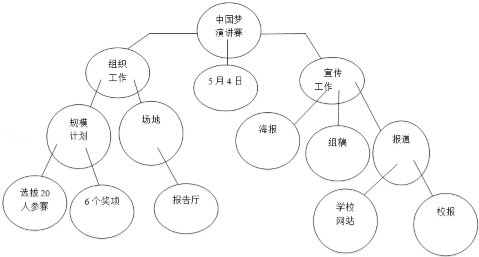 中国梦
演讲赛
组织
工作
5 月 4 日
宣传
工作
规模
计划
场地
海报
组稿
报道
选拔 20
人参赛
6 个奖项
报告厅
学校
网站
校报